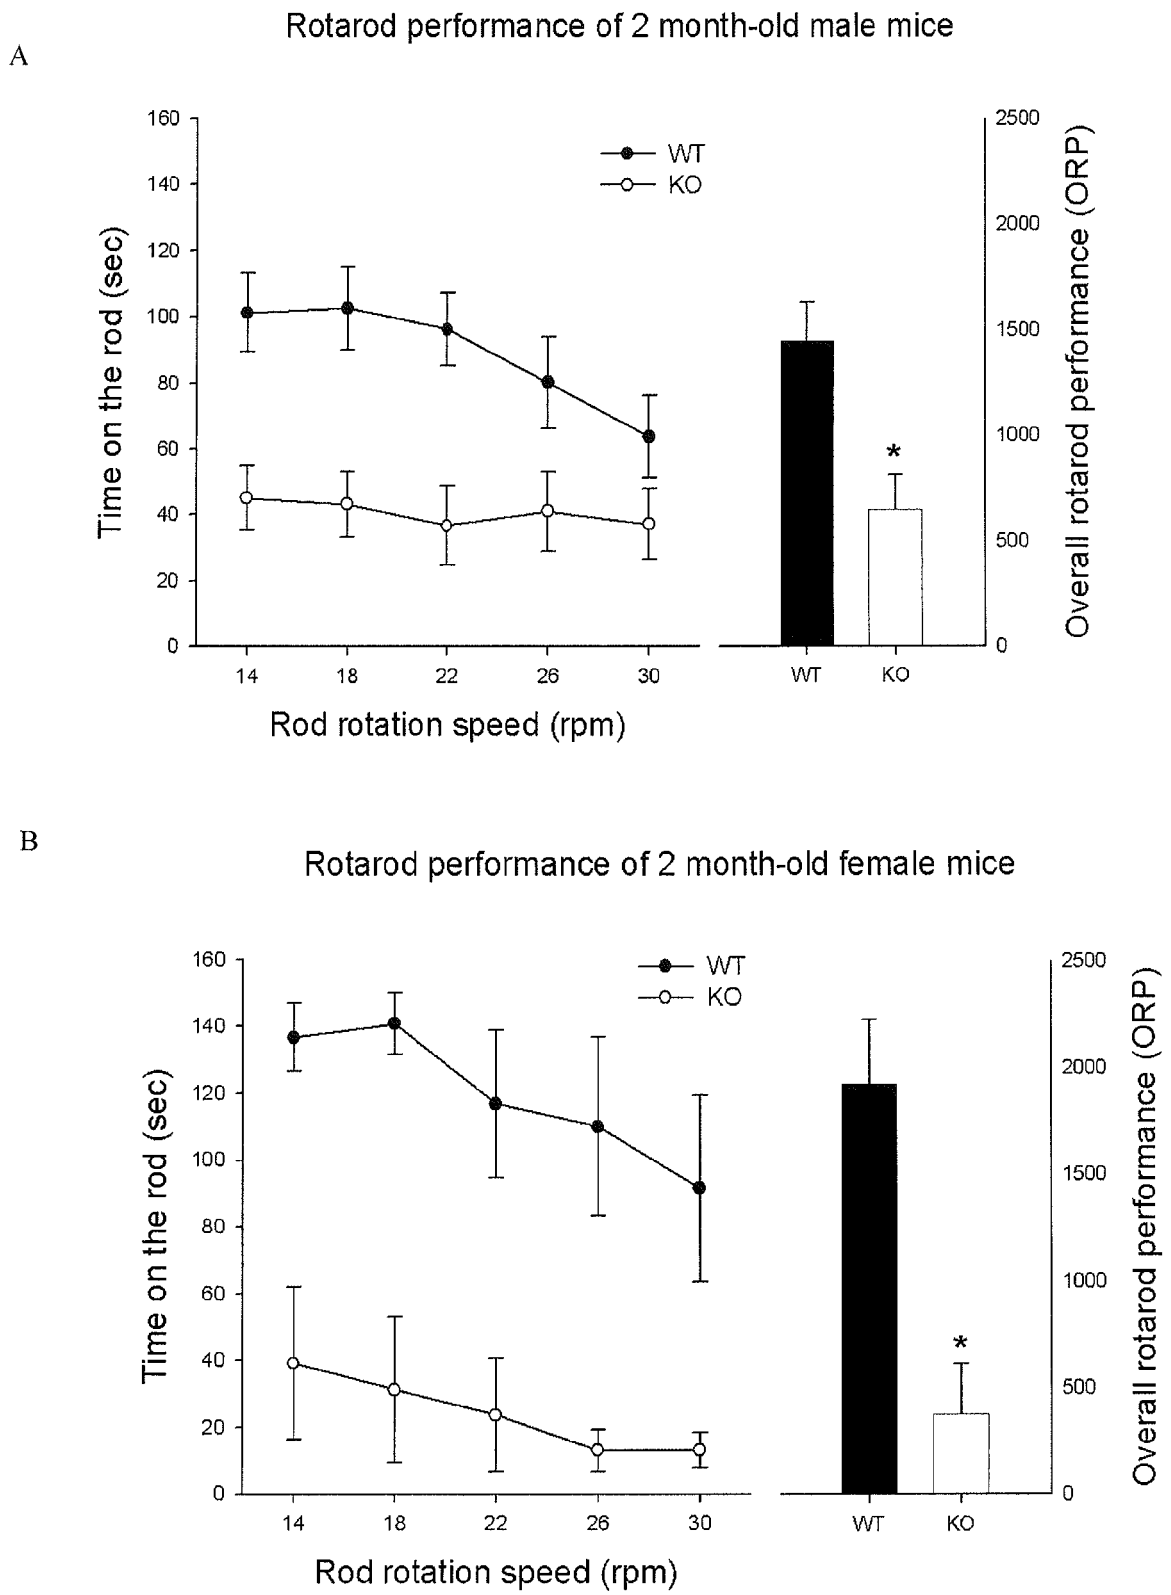 Rotarod performance of 2 month-old male mice
A
160
140
120
100
80
60
40
20
0
Time on the rod (sec)
14 18 22 26 30
Rod rotation speed (rpm)
WT
KO
*
WT KO
2500
2000
1500
1000
500
0
Overall rotarod performance (ORP)
B
Rotarod performance of 2 month-old female mice
160
140
120
100
80
60
40
20
0
Time on the rod (sec)
14 18 22 26 30
Rod rotation speed (rpm)
WT
KO
*
WT KO
2500
2000
1500
1000
500
0
Overall rotarod performance (ORP)